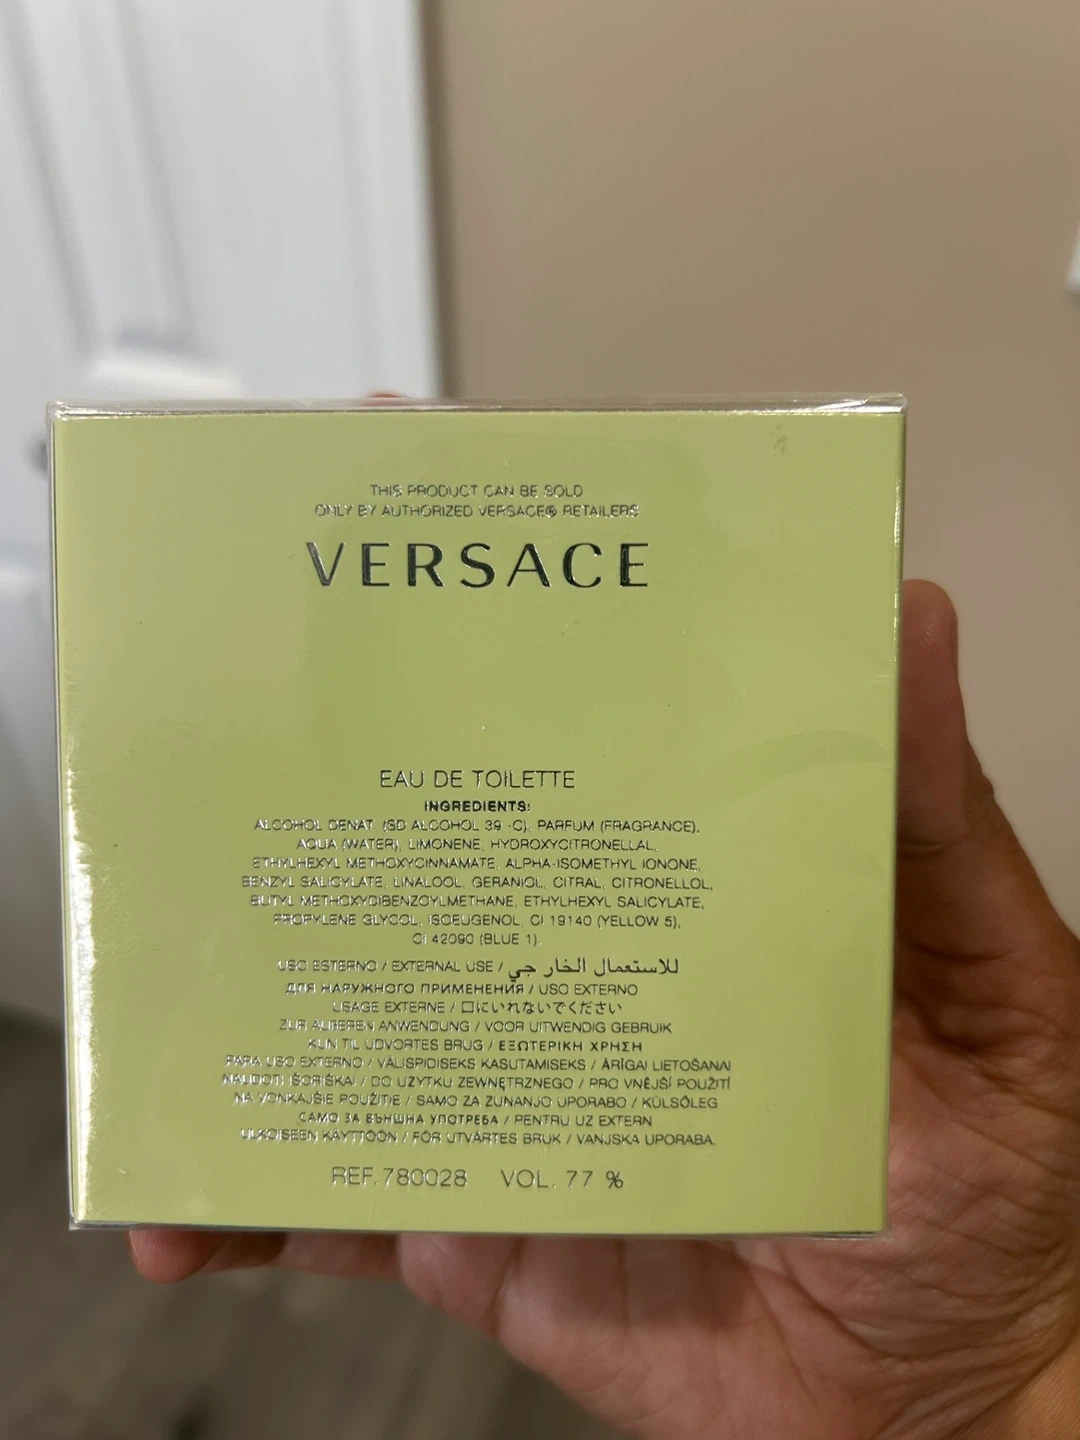 THIS PRODUCT CAN BE SOLD
ONLY BY AUTHORIZED VERSACE® RETAILERS
VERSACE
EAU DE TOILETTE
INGREDIENTS:
ALCOHOL DENAT. (SD ALCOHOL 39 -C), PARFUM (FRAGRANCE),
AQUA (WATER), LIMONENE, HYDROXYCITRONELLAL,
ETHYLHEXYL METHOXYCINNAMATE, ALPHA-ISOMETHYL IONONE,
BENZYL SALICYLATE, LINALOOL, GERANIOL, CITRAL, CITRONELLOL,
BUTYL METHOXYDIBENZOYLMETHANE, ETHYLHEXYL SALICYLATE,
PROPYLENE GLYCOL, ISOEUGENOL, CI 19140 (YELLOW 5),
CI 42090 (BLUE 1).
USO ESTERNO / EXTERNAL USE / للاستعمال الخارجي
ДЛЯ НАРУЖНОГО ПРИМЕНЕНИЯ / USO EXTERNO
USAGE EXTERNE / 口にいれないでください
ZUR ÄUßEREN ANWENDUNG / VOOR UITWENDIG GEBRUIK
KUN TIL UDVORTES BRUG / ΕΞΩΤΕΡΙΚΗ ΧΡΗΣΗ
PARA USO EXTERNO / VÄLISPIDISEKS KASUTAMISEKS / ĀRĪGAI LIETOŠANAI
NAUDOTI IŠORIŠKAI / DO UŻYTKU ZEWNĘTRZNEGO / PRO VNĚJŠÍ POUŽITÍ
NA VONKAJŠIE POUŽITIE / SAMO ZA ZUNANJO UPORABO / KÜLSŐLEG
САМО ЗА ВЪНШНА УПОТРЕБА / PENTRU UZ EXTERN
ULKOISEEN KÄYTTÖÖN / FÖR UTVÄRTES BRUK / VANJSKA UPORABA.
REF. 780028 VOL. 77 %